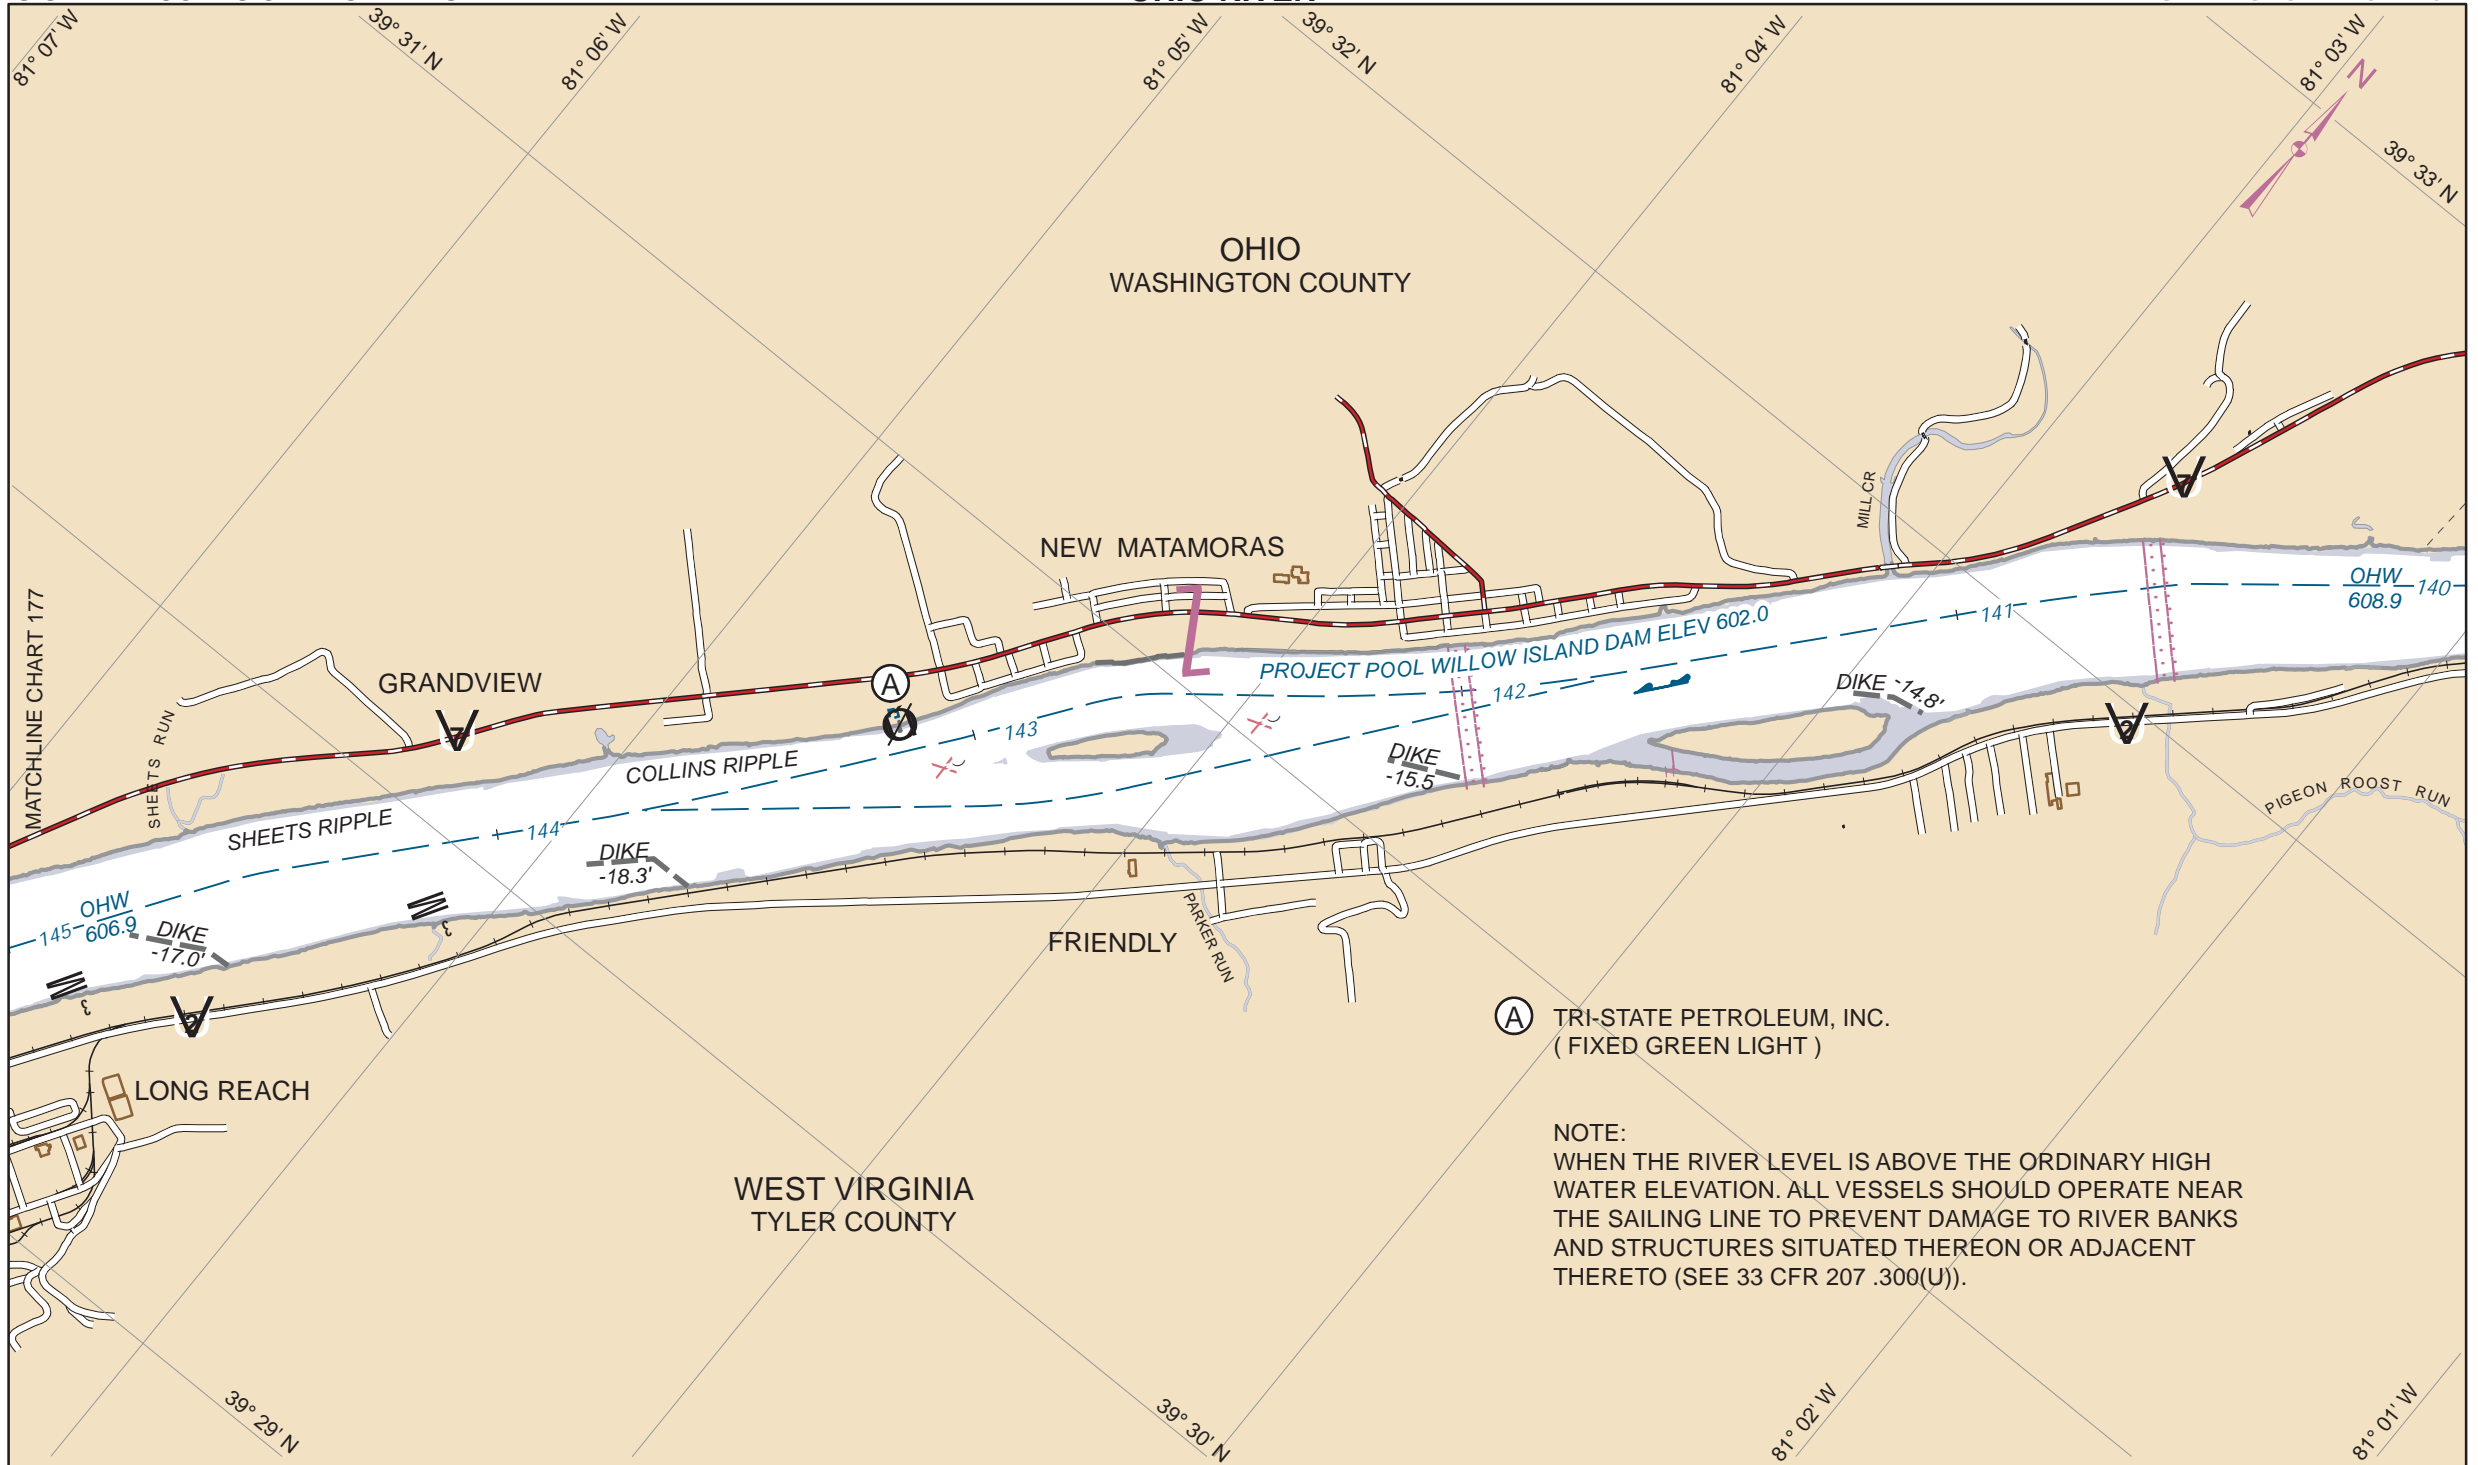 81° 07' W
39° 31' N
81° 06' W
81° 05' W
39° 32' N
81° 04' W
81° 03' W
N
39° 33' N
OHIO
WASHINGTON COUNTY
MILL CR
7
NEW MATAMORAS
OHW
608.9
140
141
PROJECT POOL WILLOW ISLAND DAM ELEV 602.0
142
DIKE -14.8'
MATCHLINE CHART 177
GRANDVIEW
7
A
SHEETS RUN
143
COLLINS RIPPLE
DIKE
-15.5
2
PIGEON ROOST RUN
SHEETS RIPPLE
144
DIKE
-18.3'
OHW
606.9
145
DIKE
-17.0'
PARKER RUN
FRIENDLY
2
LONG REACH
A TRI-STATE PETROLEUM, INC.
( FIXED GREEN LIGHT )
NOTE:
WHEN THE RIVER LEVEL IS ABOVE THE ORDINARY HIGH
WATER ELEVATION. ALL VESSELS SHOULD OPERATE NEAR
THE SAILING LINE TO PREVENT DAMAGE TO RIVER BANKS
AND STRUCTURES SITUATED THEREON OR ADJACENT
THERETO (SEE 33 CFR 207 .300(U)).
WEST VIRGINIA
TYLER COUNTY
39° 29' N
39° 30' N
81° 02' W
81° 01' W